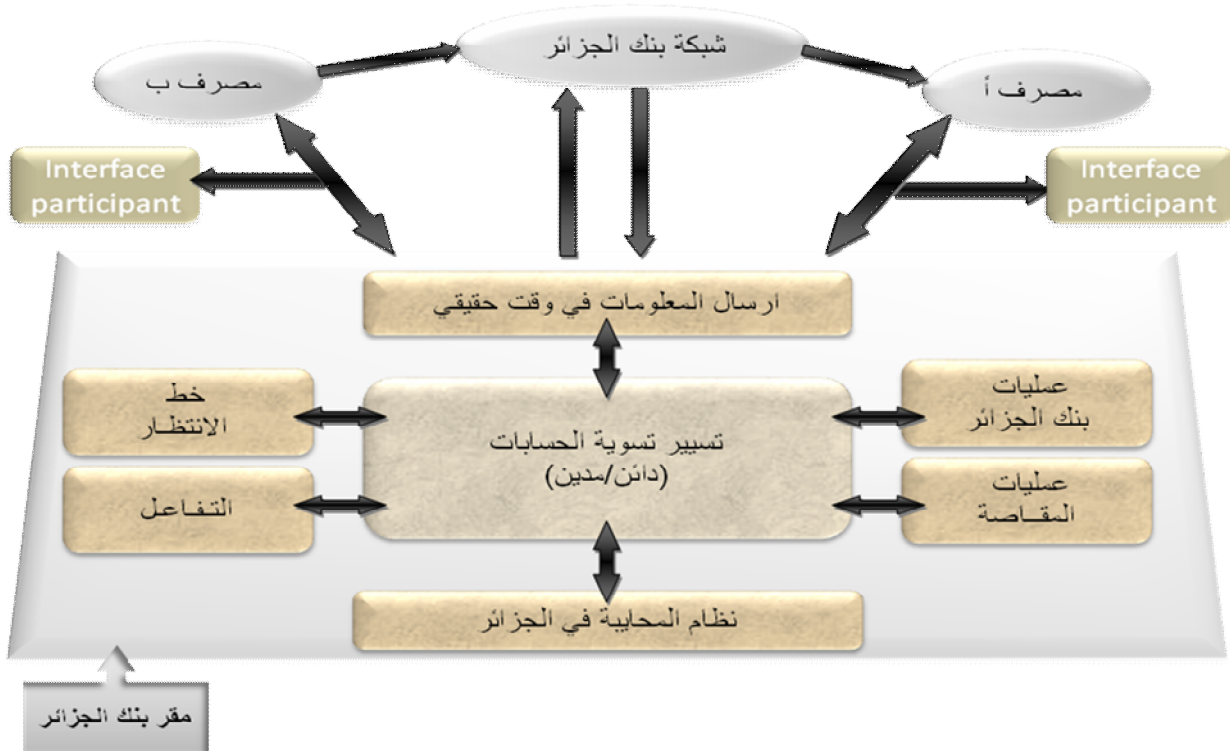 شبكة بنك الجزائر
مصرف ب
مصرف أ
Interface
participant
Interface
participant
ارسال المعلومات في وقت حقيقي
خط
الانتظار
عمليات
بنك الجزائر
تسيير تسوية الحسابات
(دائن/مدين)
التفاعل
عمليات
المقاصة
نظام المحايبة في الجزائر
مقر بنك الجزائر